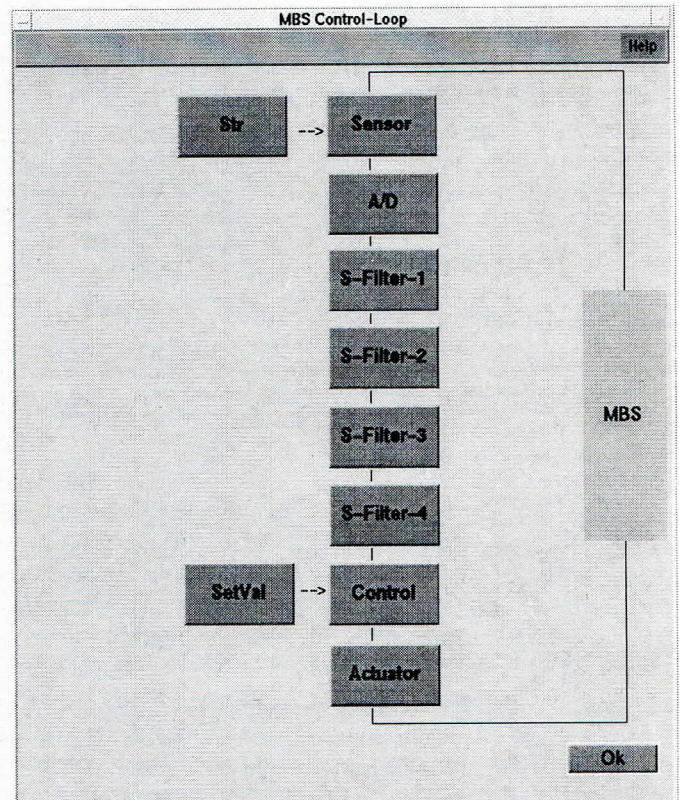 MBS Control-Loop
Help
Str --> Sensor
A/D
S-Filter-1
S-Filter-2
S-Filter-3
MBS
S-Filter-4
SetVal --> Control
Actuator
Ok